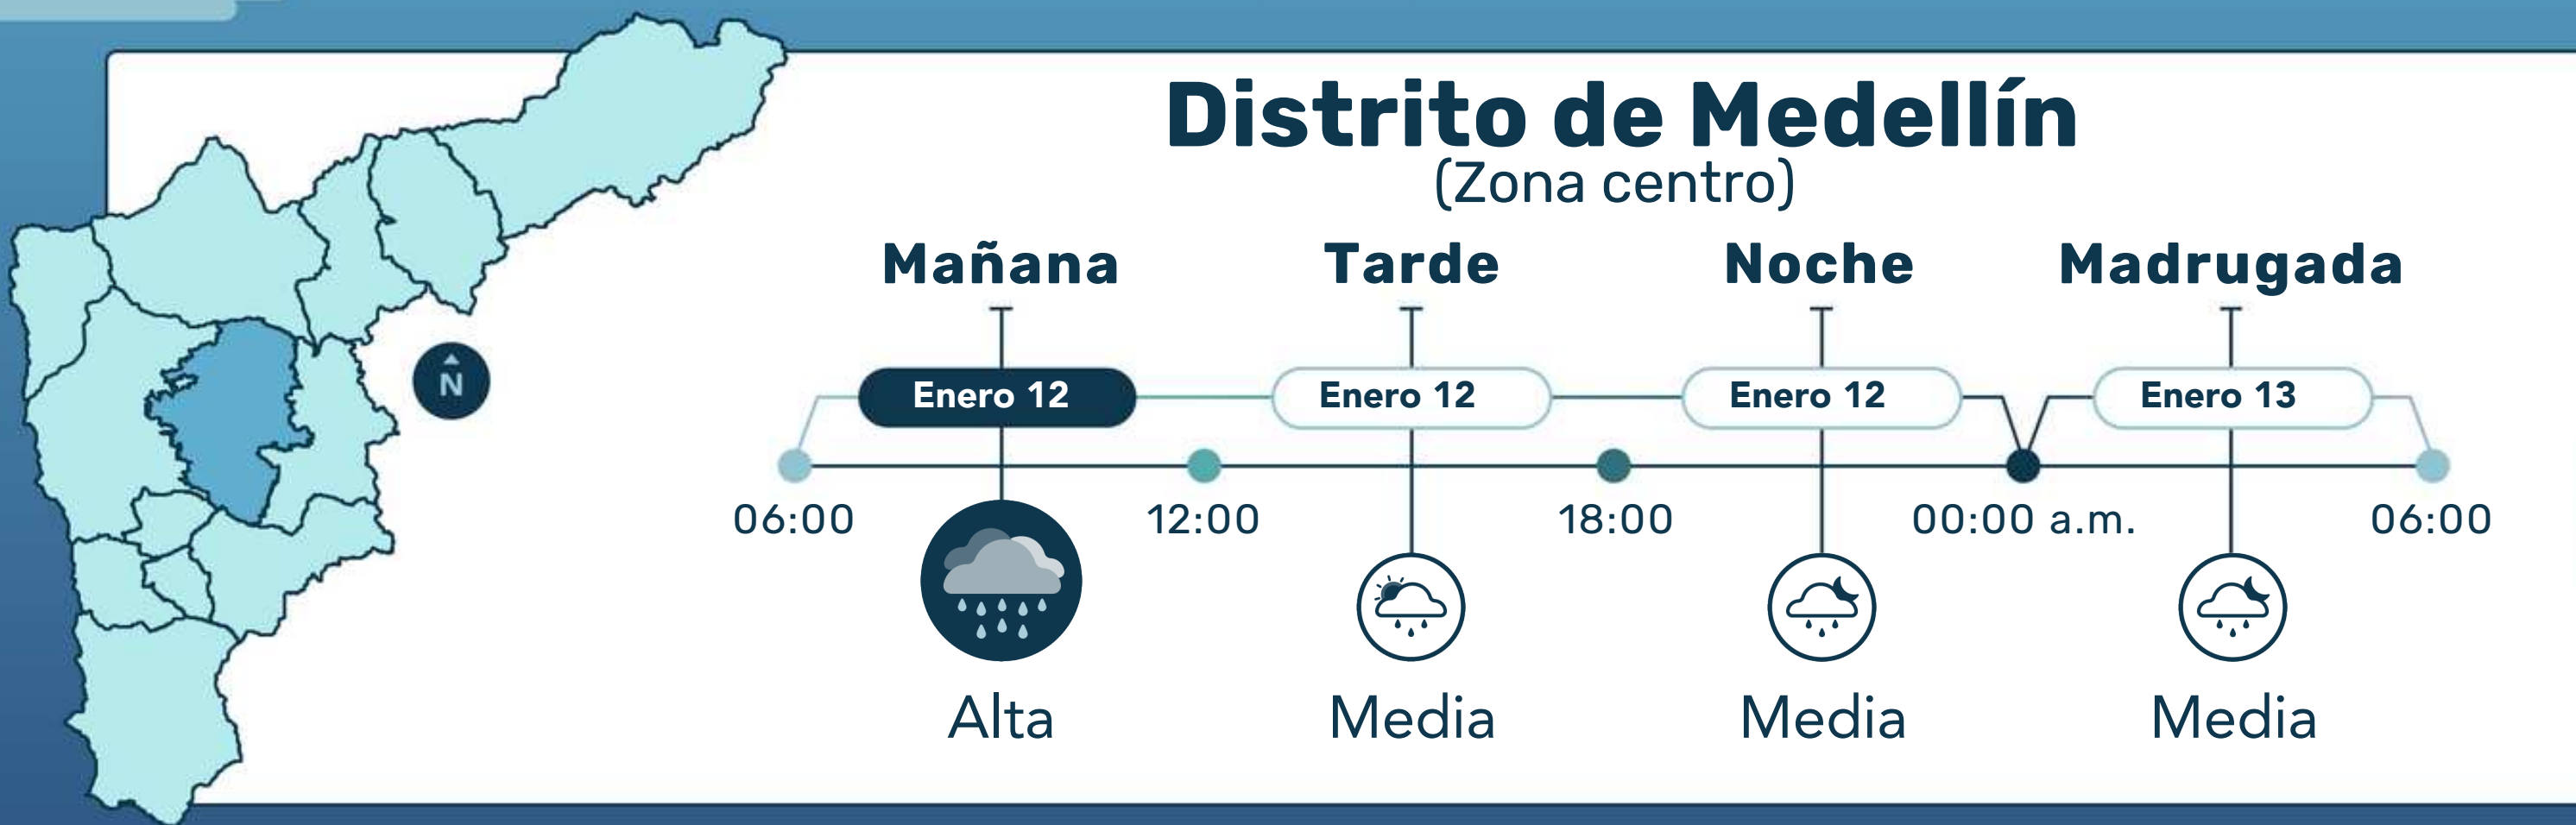 Distrito de Medellín
(Zona centro)
Mañana Tarde Noche Madrugada
N
Enero 12 Enero 12 Enero 12 Enero 13
06:00 12:00 18:00 00:00 a.m. 06:00
Alta Media Media Media